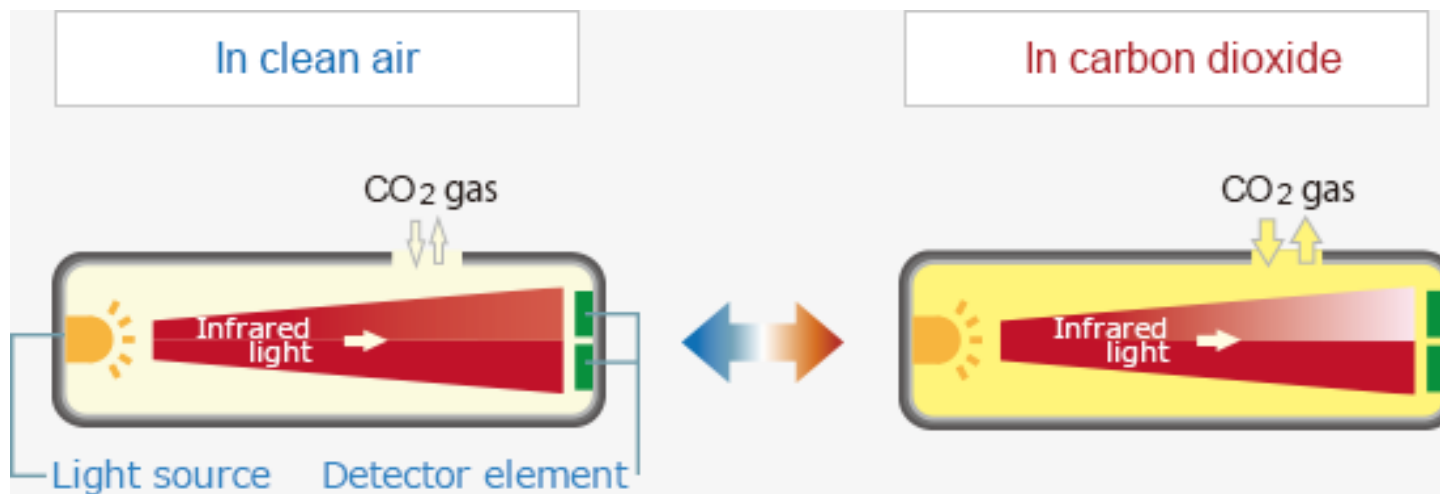 In clean air
In carbon dioxide
CO2 gas
CO2 gas
Infrared
light
Infrared
light
Light source
Detector element